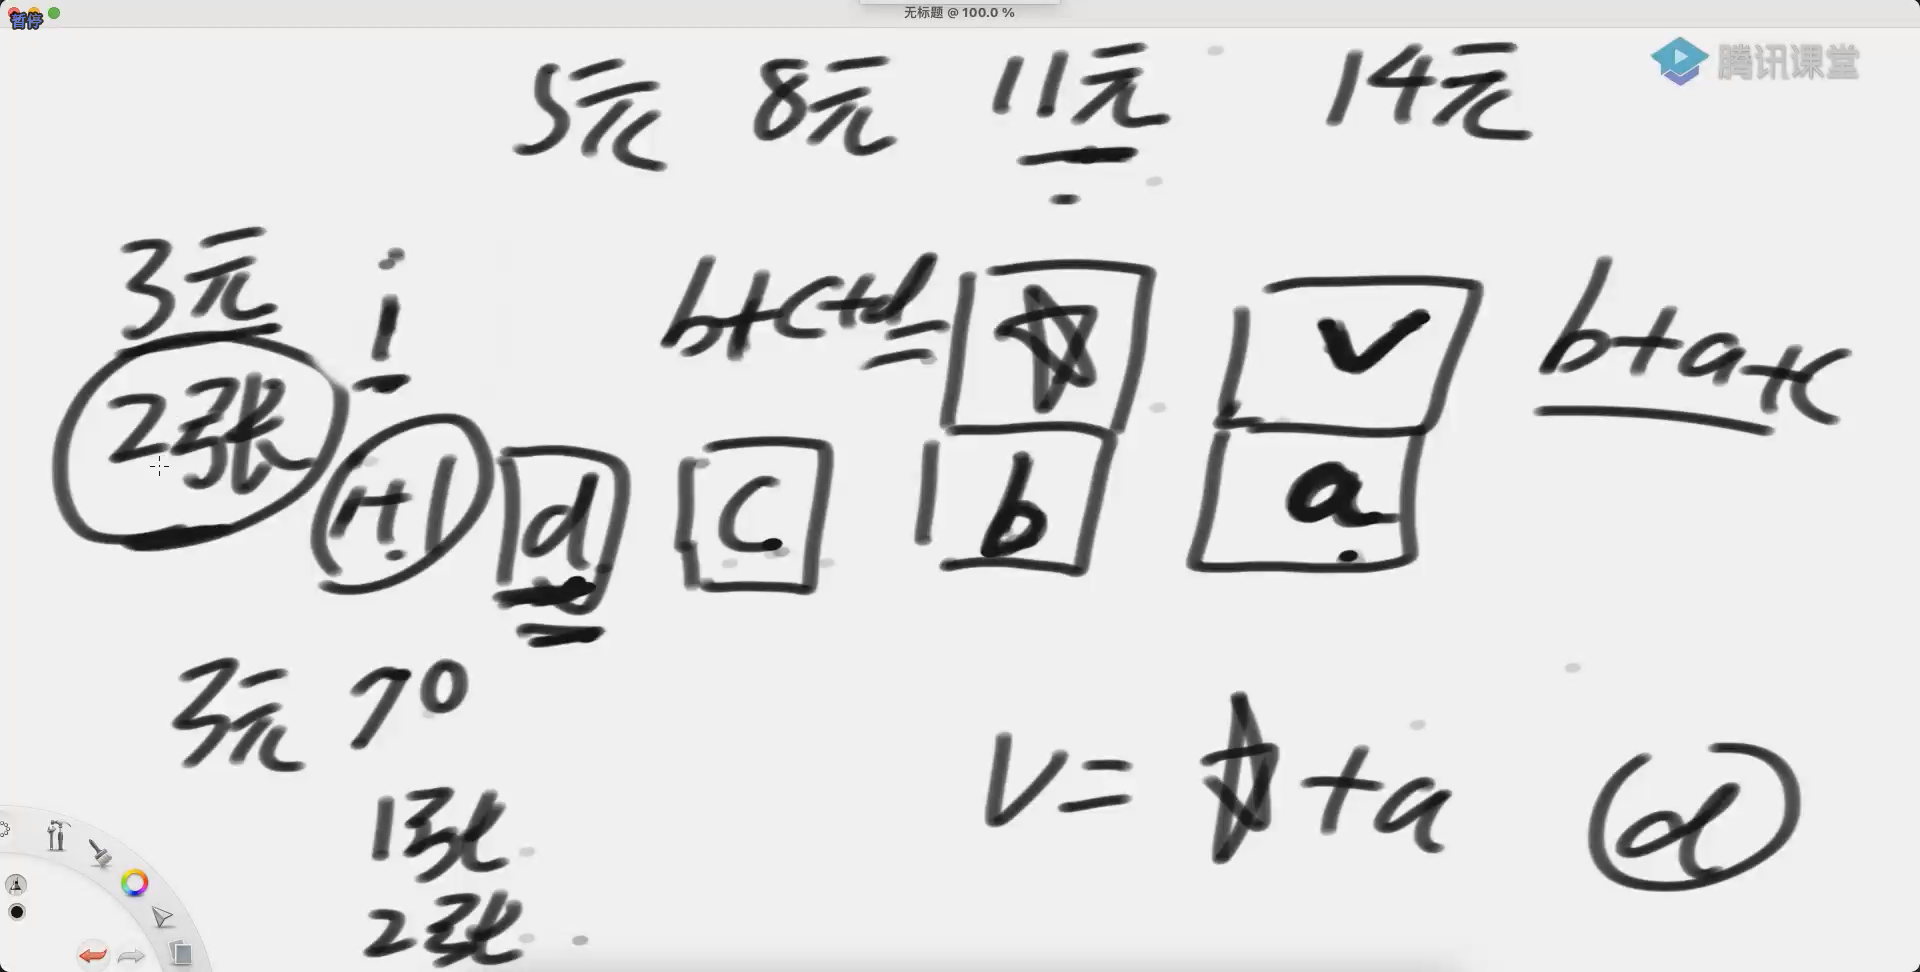 无标题 @ 100.0 %
暂停
腾讯课堂
5元 8元 11元 14元
3元 i
b+c+d=
V
b+a+c
2张
+1
d
c
b
a
3元 0
1张
2张
V= +a
d